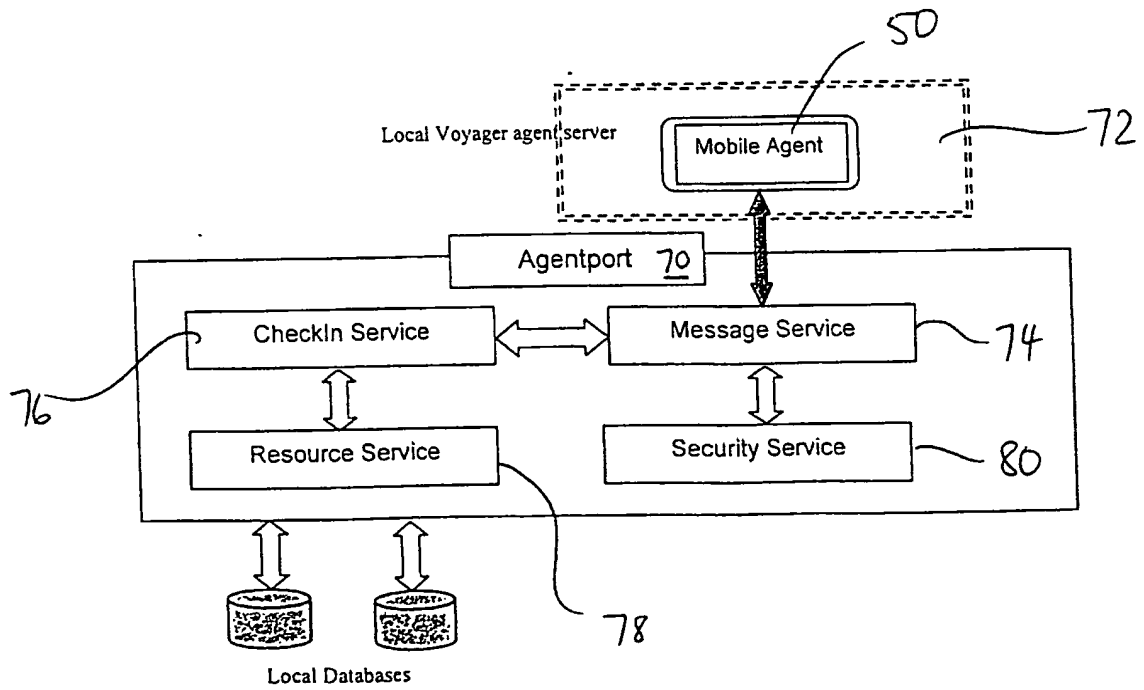 50
Local Voyager agent server
Mobile Agent
72
Agentport 70
CheckIn Service
Message Service
74
76
Resource Service
Security Service
80
78
Local Databases